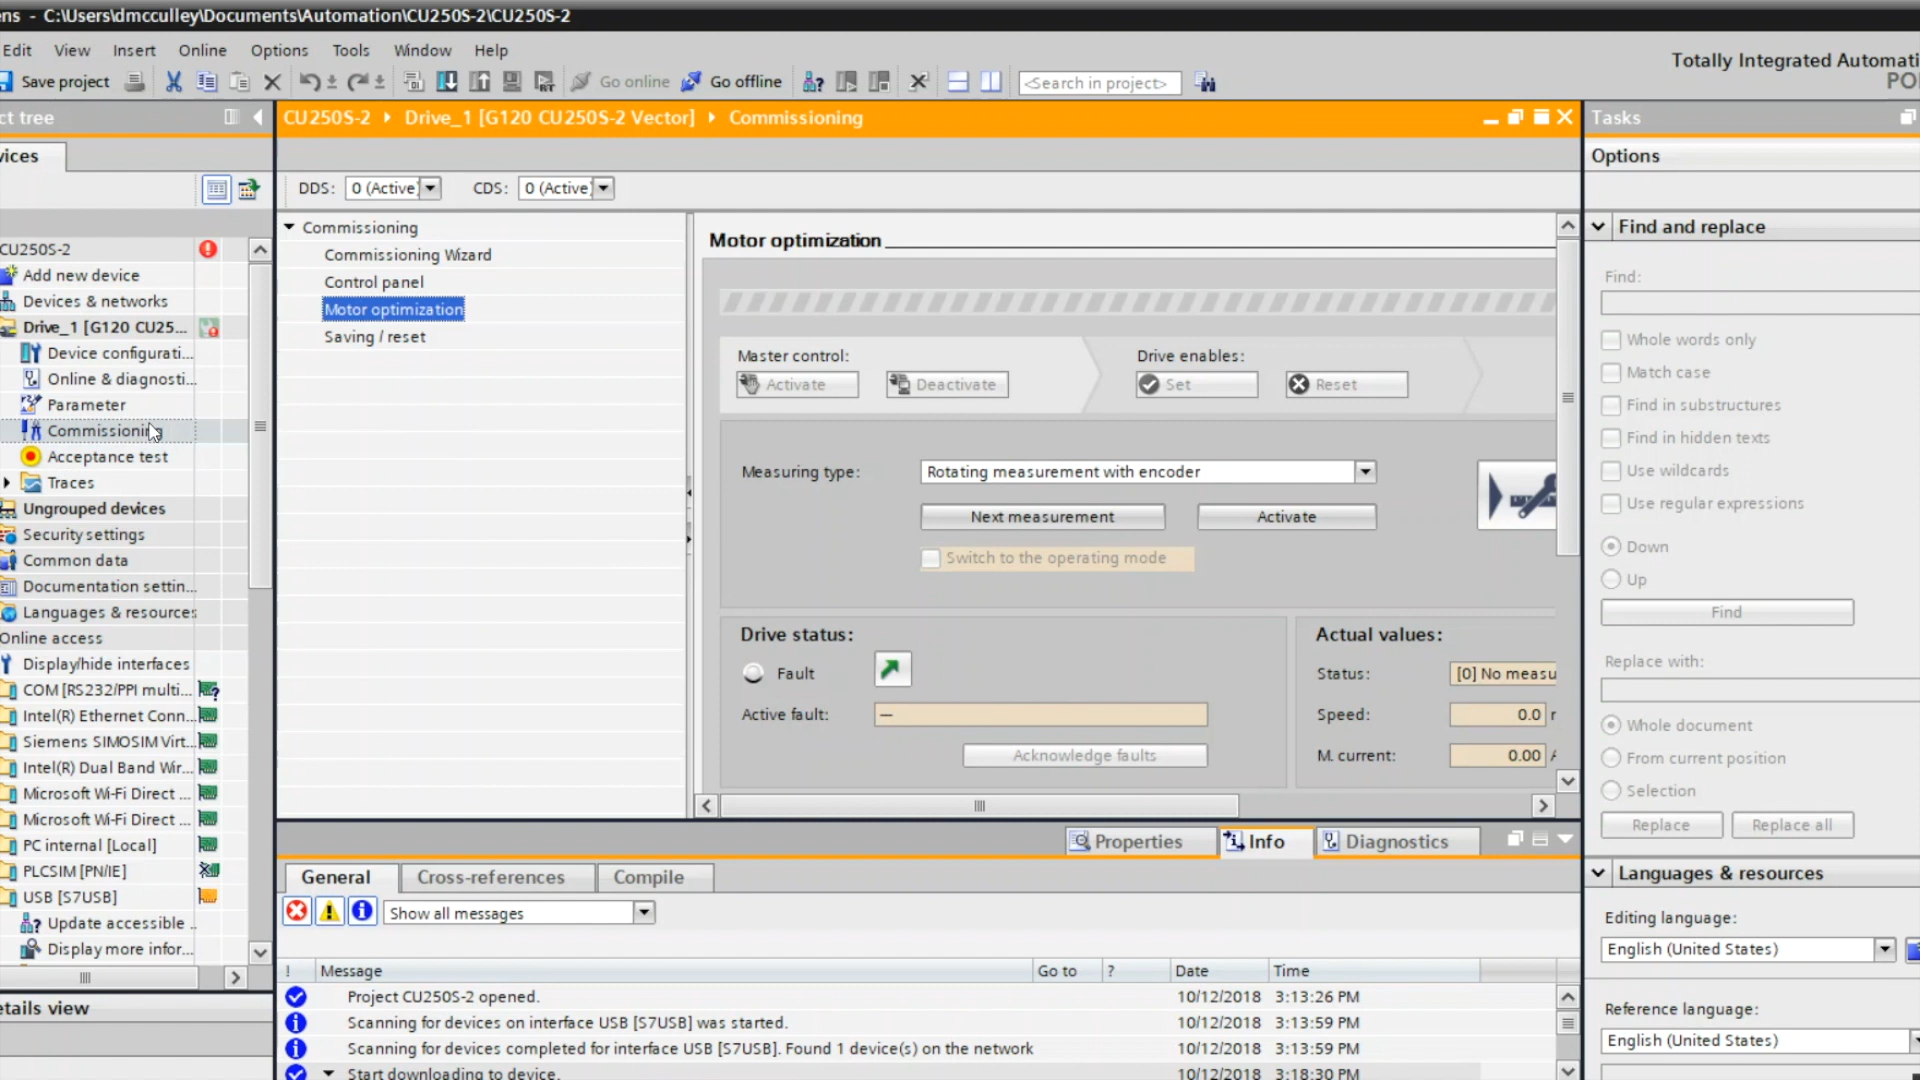 ens - C:\Users\dmcculley\Documents\Automation\CU250S-2\CU250S-2
Edit View Insert Online Options Tools Window Help
Totally Integrated Automati
Save project Go online Go offline <Search in project>
ct tree
CU250S-2 Drive_1 [G120 CU250S-2 Vector] Commissioning
Tasks
vices
Options
DDS: 0 (Active) CDS: 0 (Active)
CU250S-2
Add new device
Devices & networks
Drive_1 [G120 CU25...
Device configurati...
Online & diagnosti...
Parameter
Commissioning
Acceptance test
Traces
Ungrouped devices
Security settings
Common data
Documentation settin...
Languages & resources
Online access
Display/hide interfaces
COM [RS232/PPI multi...
Intel(R) Ethernet Conn...
Siemens SIMOSIM Virt...
Intel(R) Dual Band Wir...
Microsoft Wi-Fi Direct ...
Microsoft Wi-Fi Direct ...
PC internal [Local]
PLCSIM [PN/IE]
USB [S7USB]
Update accessible ..
Display more infor...
etails view
Commissioning
Commissioning Wizard
Control panel
Motor optimization
Saving / reset
Motor optimization
Master control:
Activate Deactivate
Drive enables:
Set Reset
Measuring type: Rotating measurement with encoder
Next measurement Activate
Switch to the operating mode
Drive status:
Fault
Active fault: —
Acknowledge faults
Actual values:
Status: [0] No measu
Speed: 0.0 r
M. current: 0.00 A
Properties Info Diagnostics
General Cross-references Compile
Show all messages
! Message Go to ? Date Time
Project CU250S-2 opened. 10/12/2018 3:13:26 PM
Scanning for devices on interface USB [S7USB] was started. 10/12/2018 3:13:59 PM
Scanning for devices completed for interface USB [S7USB]. Found 1 device(s) on the network 10/12/2018 3:13:59 PM
Start downloading to device. 10/12/2018 3:18:30 PM
Find and replace
Find:
Whole words only
Match case
Find in substructures
Find in hidden texts
Use wildcards
Use regular expressions
Down
Up
Find
Replace with:
Whole document
From current position
Selection
Replace Replace all
Languages & resources
Editing language:
English (United States)
Reference language:
English (United States)